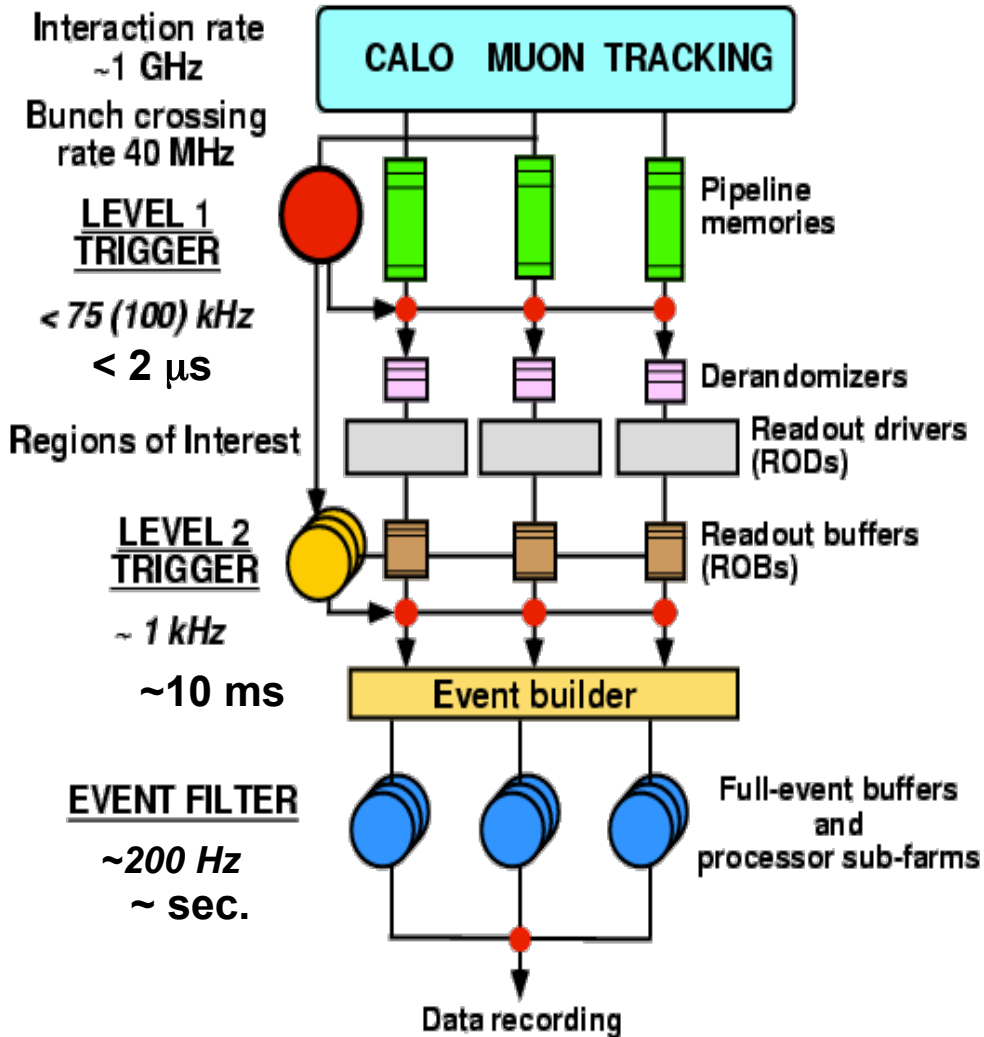 Interaction rate
~1 GHz
CALO MUON TRACKING
Bunch crossing
rate 40 MHz
LEVEL 1
TRIGGER
Pipeline
memories
< 75 (100) kHz
< 2 μs
Derandomizers
Regions of Interest
Readout drivers
(RODs)
LEVEL 2
TRIGGER
Readout buffers
(ROBs)
~ 1 kHz
~10 ms
Event builder
EVENT FILTER
~200 Hz
~ sec.
Full-event buffers
and
processor sub-farms
Data recording